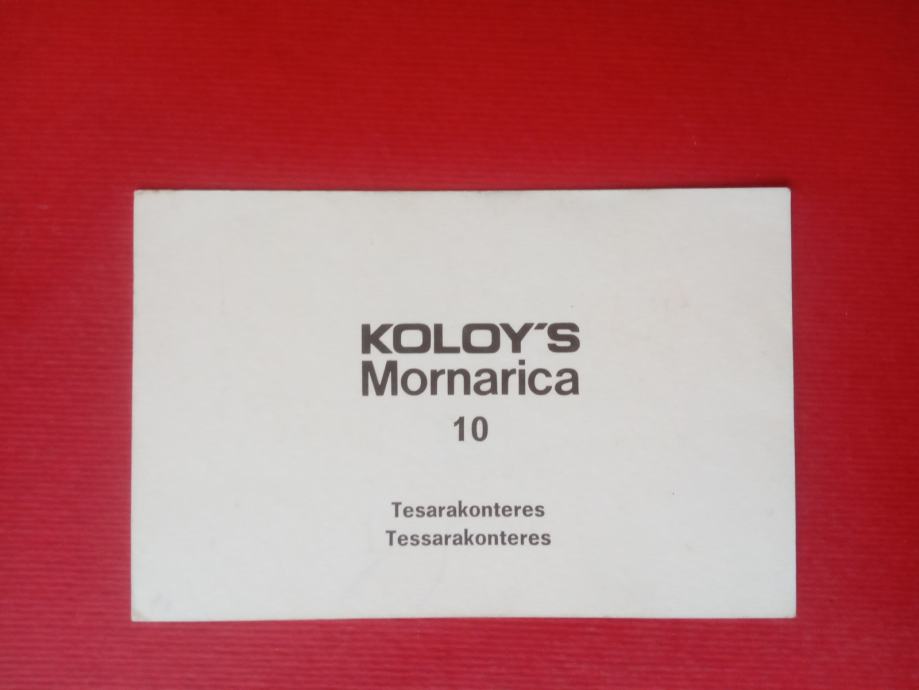 KOLOY'S
Mornarica
10
Tesarakonteres
Tessarakonteres